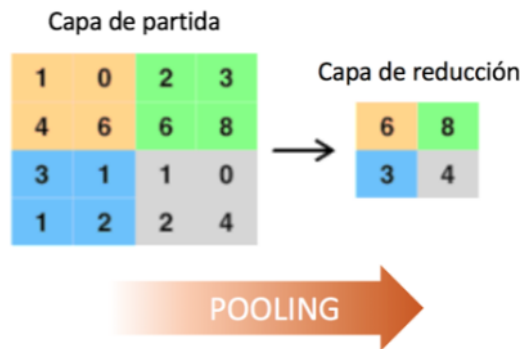 Capa de partida
1 0 2 3
4 6 6 8
3 1 1 0
1 2 2 4
Capa de reducción
6 8
3 4
POOLING